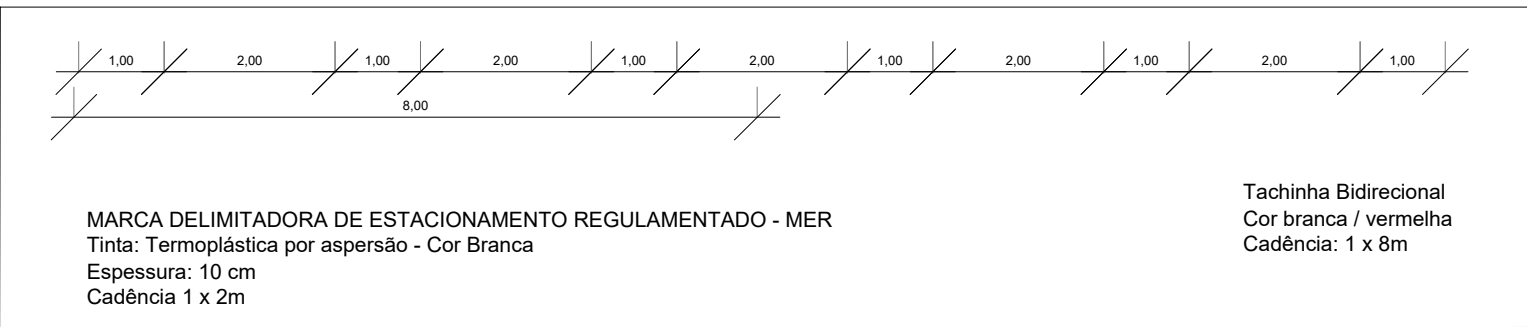 1,00 2,00 1,00 2,00 1,00 2,00 1,00 2,00 1,00 2,00 1,00
8,00
MARCA DELIMITADORA DE ESTACIONAMENTO REGULAMENTADO - MER
Tinta: Termoplástica por aspersão - Cor Branca
Espessura: 10 cm
Cadência 1 x 2m
Tachinha Bidirecional
Cor branca / vermelha
Cadência: 1 x 8m